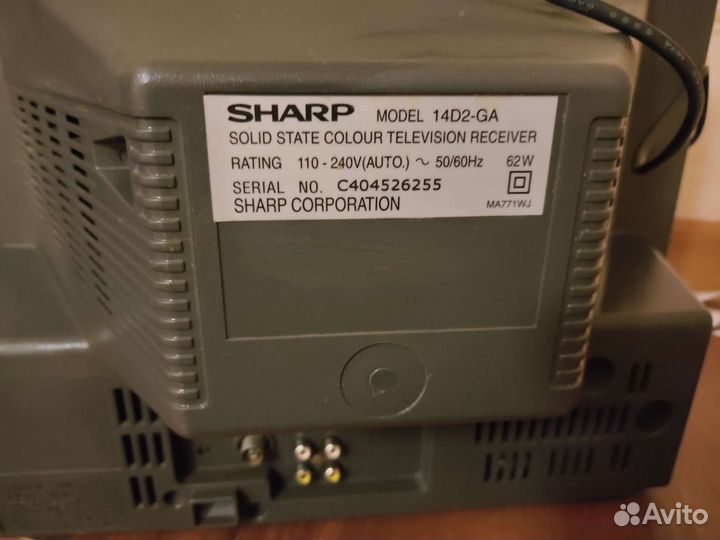 SHARP MODEL 14D2-GA
SOLID STATE COLOUR TELEVISION RECEIVER
RATING 110 - 240V(AUTO.) ~ 50/60Hz 62W
SERIAL NO. C404526255
SHARP CORPORATION MA771WJ
Avito